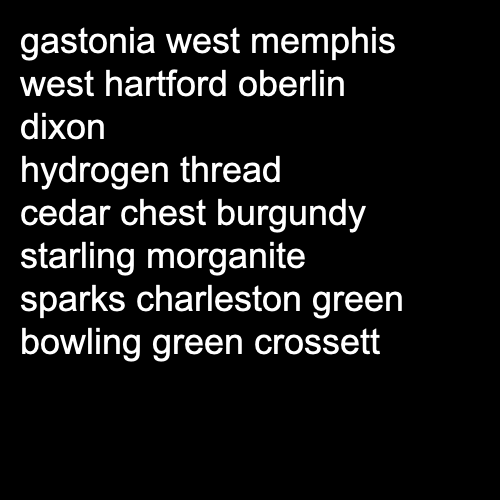 gastonia west memphis
west hartford oberlin
dixon
hydrogen thread
cedar chest burgundy
starling morganite
sparks charleston green
bowling green crossett